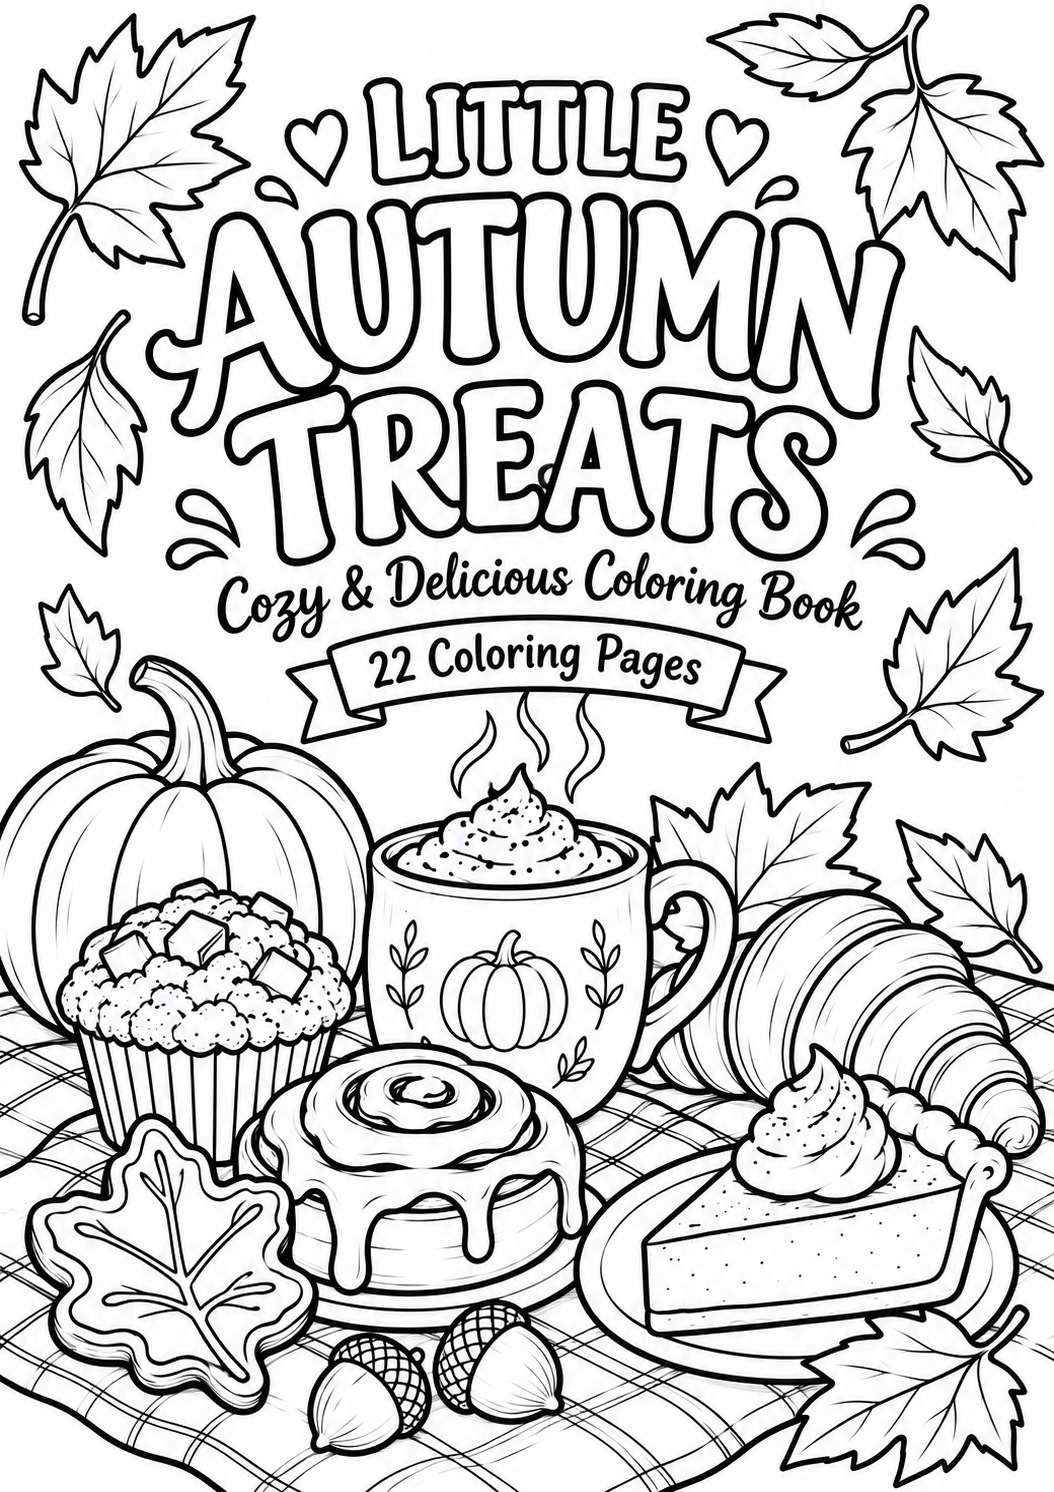 LITTLE
AUTUMN
TREATS
Cozy & Delicious Coloring Book
22 Coloring Pages